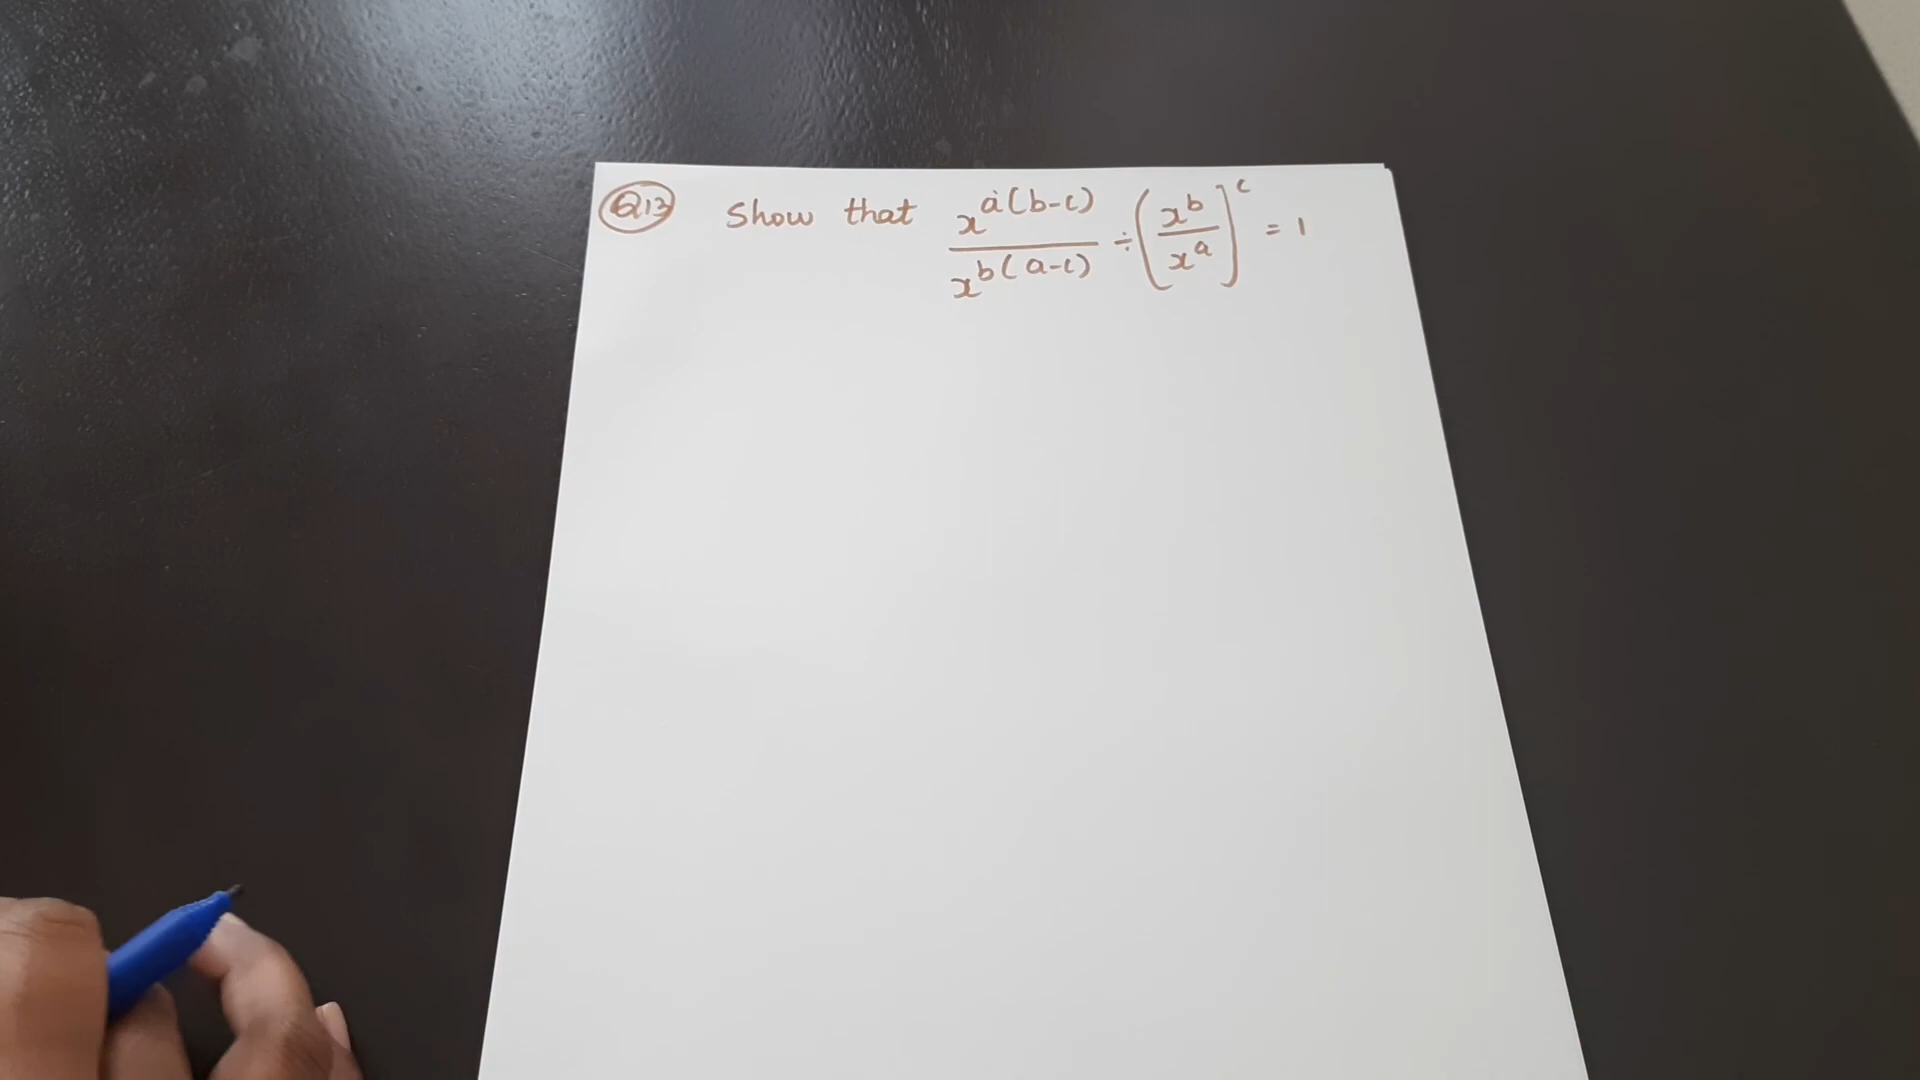 Q13 Show that x^a(b-c) / x^b(a-c) ÷ (x^b / x^a)^c = 1